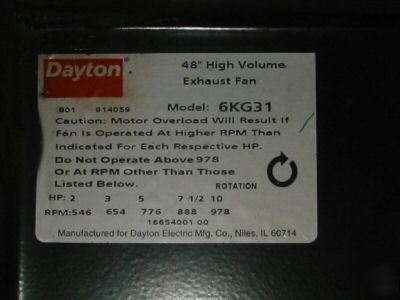 Dayton
48" High Volume
Exhaust Fan
901 914059
Model: 6KG31
Caution: Motor Overload Will Result If
Fan Is Operated At Higher RPM Than
Indicated For Each Respective HP.
Do Not Operate Above 978
Or At RPM Other Than Those
Listed Below.
ROTATION
HP: 2 3 5 7 1/2 10
RPM: 546 654 776 888 978
16654001 00
Manufactured for Dayton Electric Mfg. Co., Niles, IL 60714